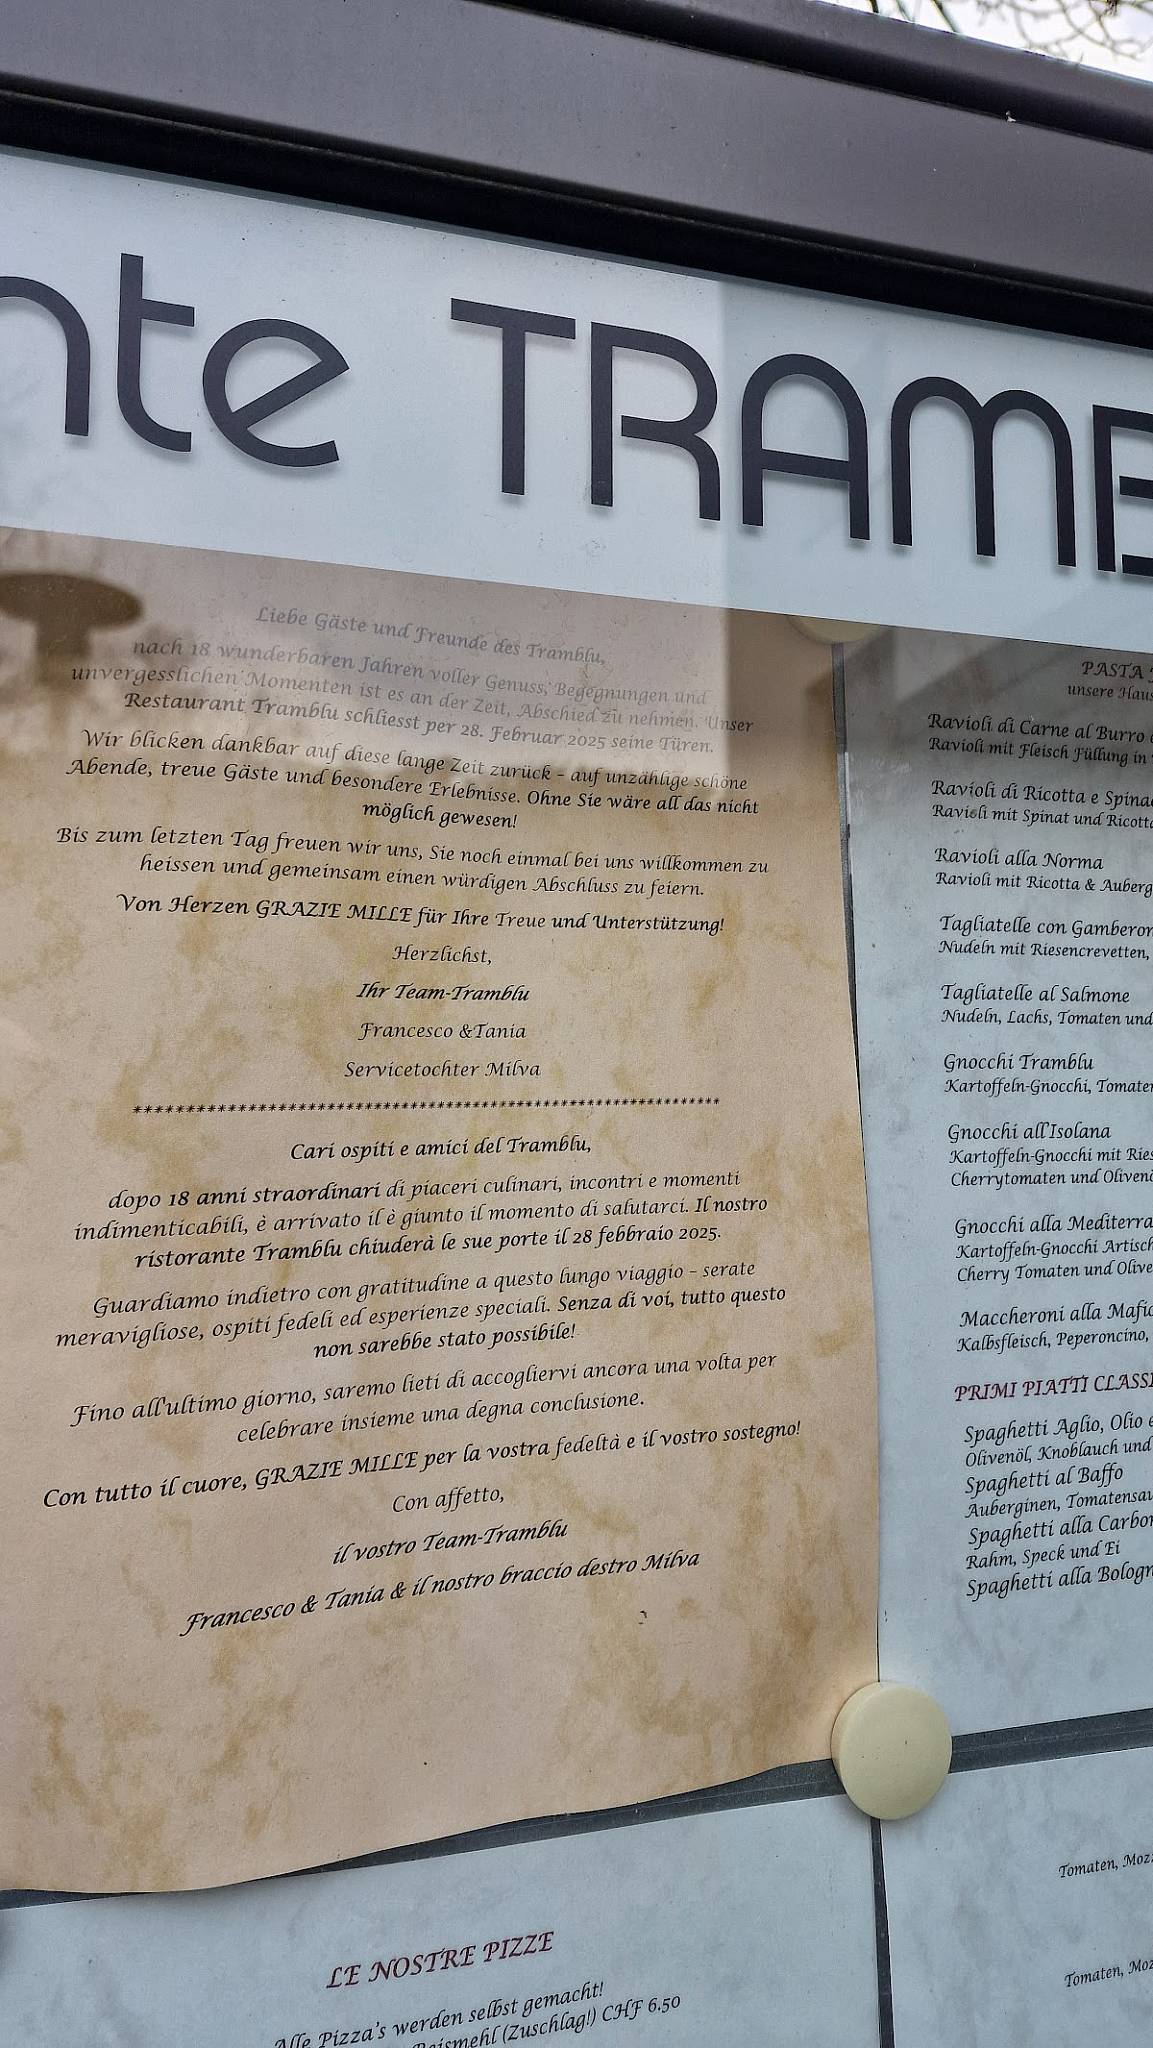 nte TRAMB
Liebe Gäste und Freunde des Tramblu,
nach 18 wunderbaren Jahren voller Genuss, Begegnungen und
unvergesslichen Momenten ist es an der Zeit, Abschied zu nehmen. Unser
Restaurant Tramblu schliesst per 28. Februar 2025 seine Türen.
Wir blicken dankbar auf diese lange Zeit zurück – auf unzählige schöne
Abende, treue Gäste und besondere Erlebnisse. Ohne Sie wäre all das nicht
möglich gewesen!
Bis zum letzten Tag freuen wir uns, Sie noch einmal bei uns willkommen zu
heissen und gemeinsam einen würdigen Abschluss zu feiern.
Von Herzen GRAZIE MILLE für Ihre Treue und Unterstützung!
Herzlichst,
Ihr Team-Tramblu
Francesco &Tania
Servicetochter Milva
******************************************************************
Cari ospiti e amici del Tramblu,
dopo 18 anni straordinari di piaceri culinari, incontri e momenti
indimenticabili, è arrivato il è giunto il momento di salutarci. Il nostro
ristorante Tramblu chiuderà le sue porte il 28 febbraio 2025.
Guardiamo indietro con gratitudine a questo lungo viaggio – serate
meravigliose, ospiti fedeli ed esperienze speciali. Senza di voi, tutto questo
non sarebbe stato possibile!
Fino all'ultimo giorno, saremo lieti di accogliervi ancora una volta per
celebrare insieme una degna conclusione.
Con tutto il cuore, GRAZIE MILLE per la vostra fedeltà e il vostro sostegno!
Con affetto,
il vostro Team-Tramblu
Francesco & Tania & il nostro braccio destro Milva
PASTA
unsere Haus
Ravioli di Carne al Burro
Ravioli mit Fleisch Füllung in
Ravioli di Ricotta e Spina
Ravioli mit Spinat und Ricotta
Ravioli alla Norma
Ravioli mit Ricotta & Auberg
Tagliatelle con Gamberon
Nudeln mit Riesencrevetten,
Tagliatelle al Salmone
Nudeln, Lachs, Tomaten und
Gnocchi Tramblu
Kartoffeln-Gnocchi, Tomaten
Gnocchi all'Isolana
Kartoffeln-Gnocchi mit Ries
Cherrytomaten und Oliven
Gnocchi alla Mediterra
Kartoffeln-Gnocchi Artisch
Cherry Tomaten und Olive
Maccheroni alla Mafio
Kalbsfleisch, Peperoncino,
PRIMI PIATTI CLASSI
Spaghetti Aglio, Olio e
Olivenöl, Knoblauch und
Spaghetti al Baffo
Auberginen, Tomatensau
Spaghetti alla Carbon
Rahm, Speck und Ei
Spaghetti alla Bologn
LE NOSTRE PIZZE
Alle Pizza's werden selbst gemacht!
Reismehl (Zuschlag!) CHF 6.50
Tomaten, Mozz
Tomaten, Moz